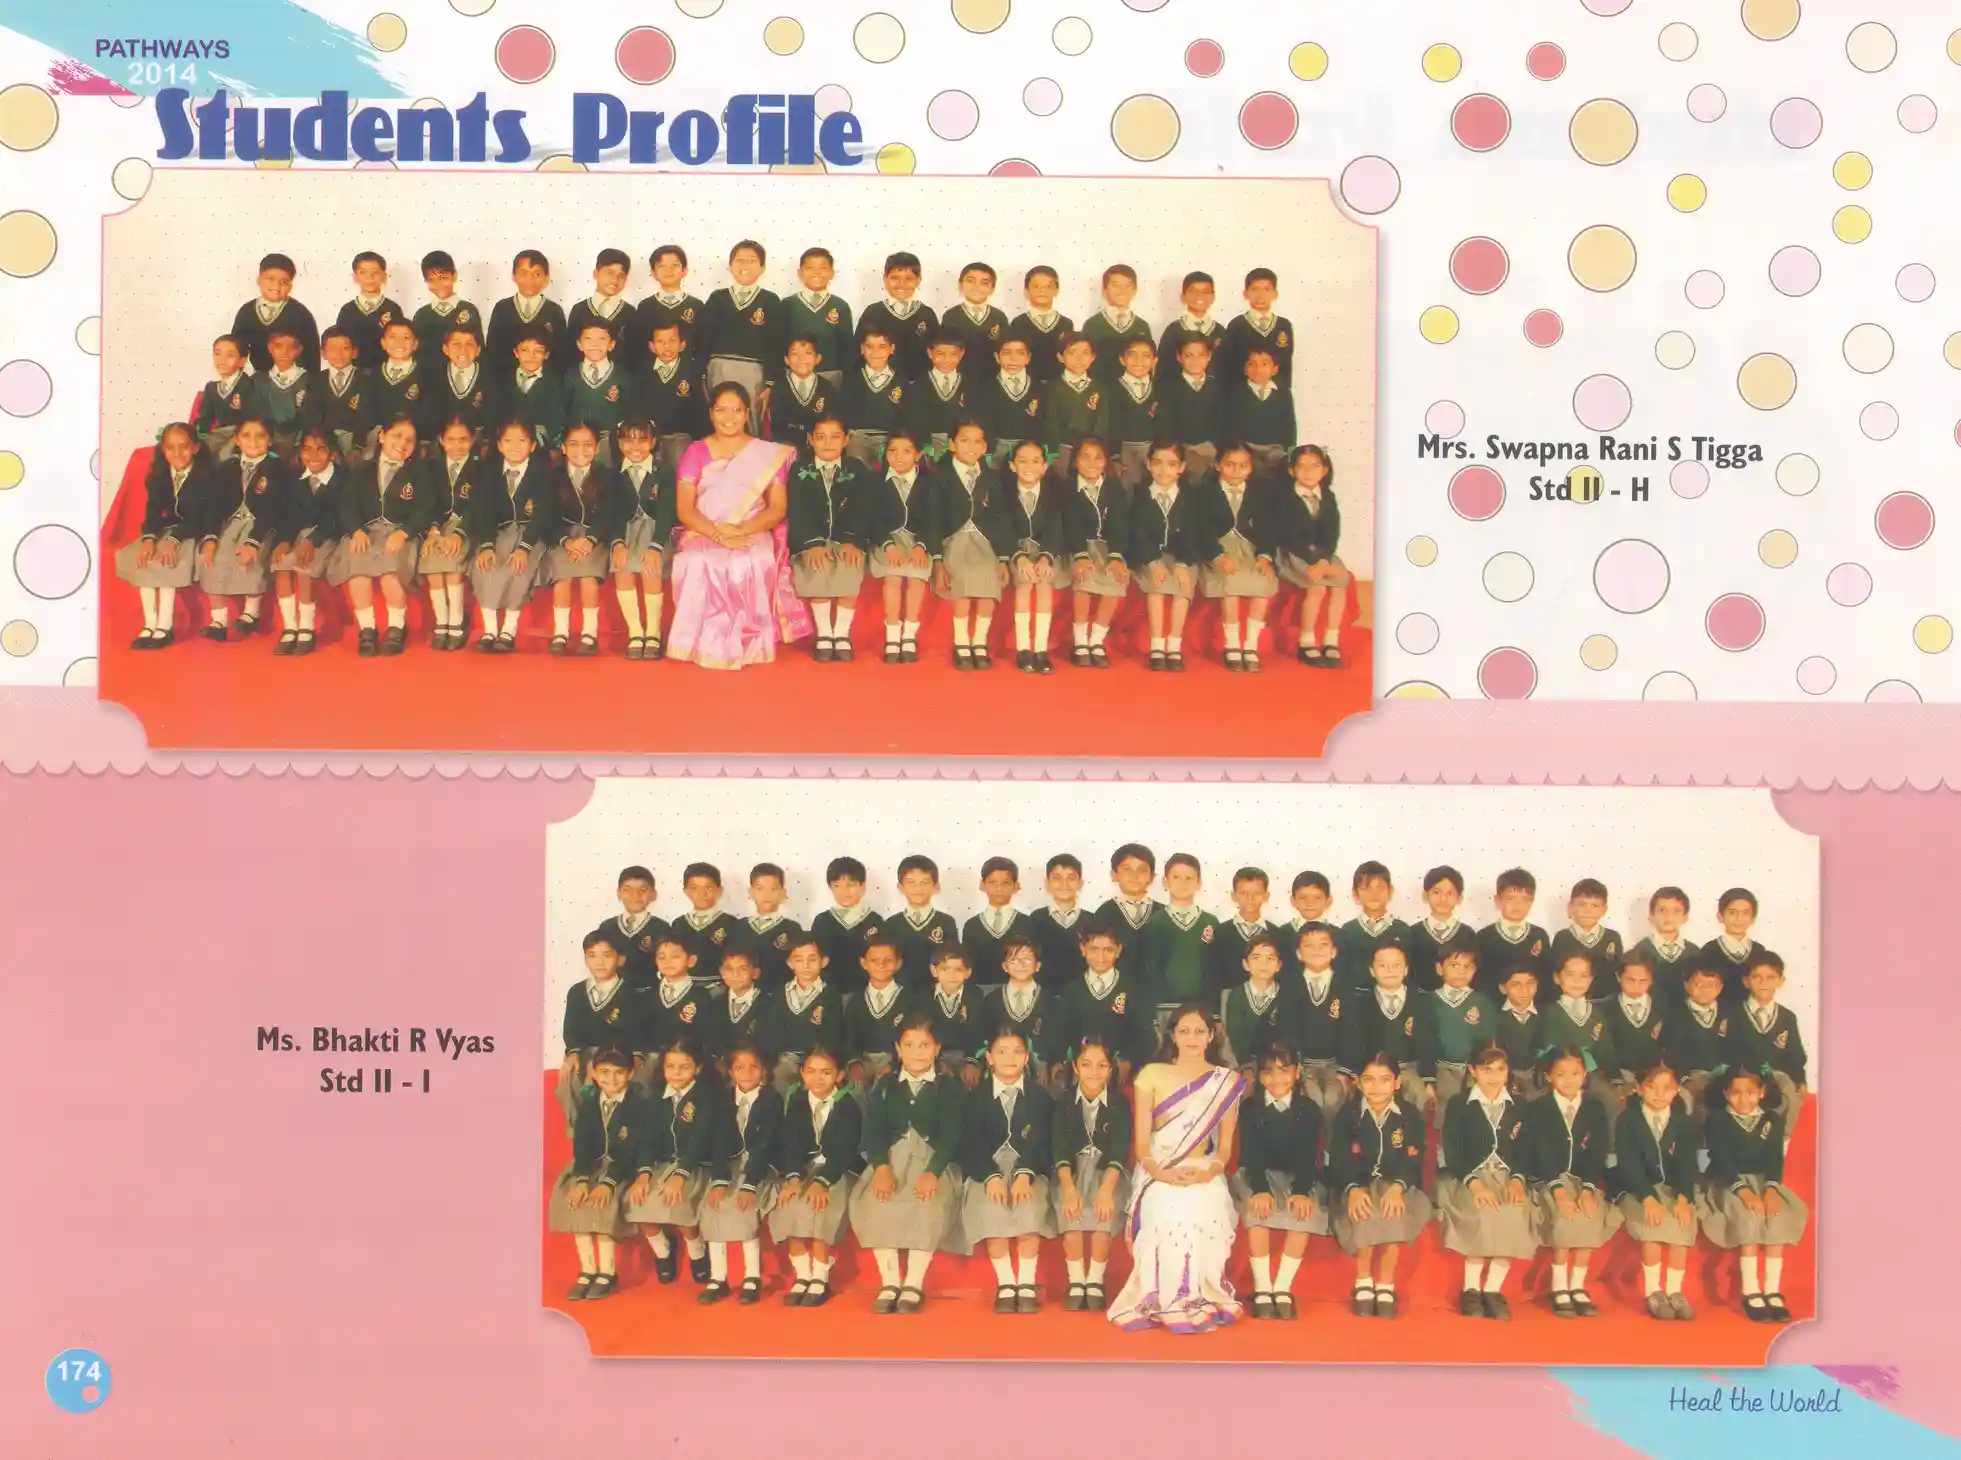 PATHWAYS
2014
Students Profile
Mrs. Swapna Rani S Tigga
Std II - H
Ms. Bhakti R Vyas
Std II - I
174
Heal the World